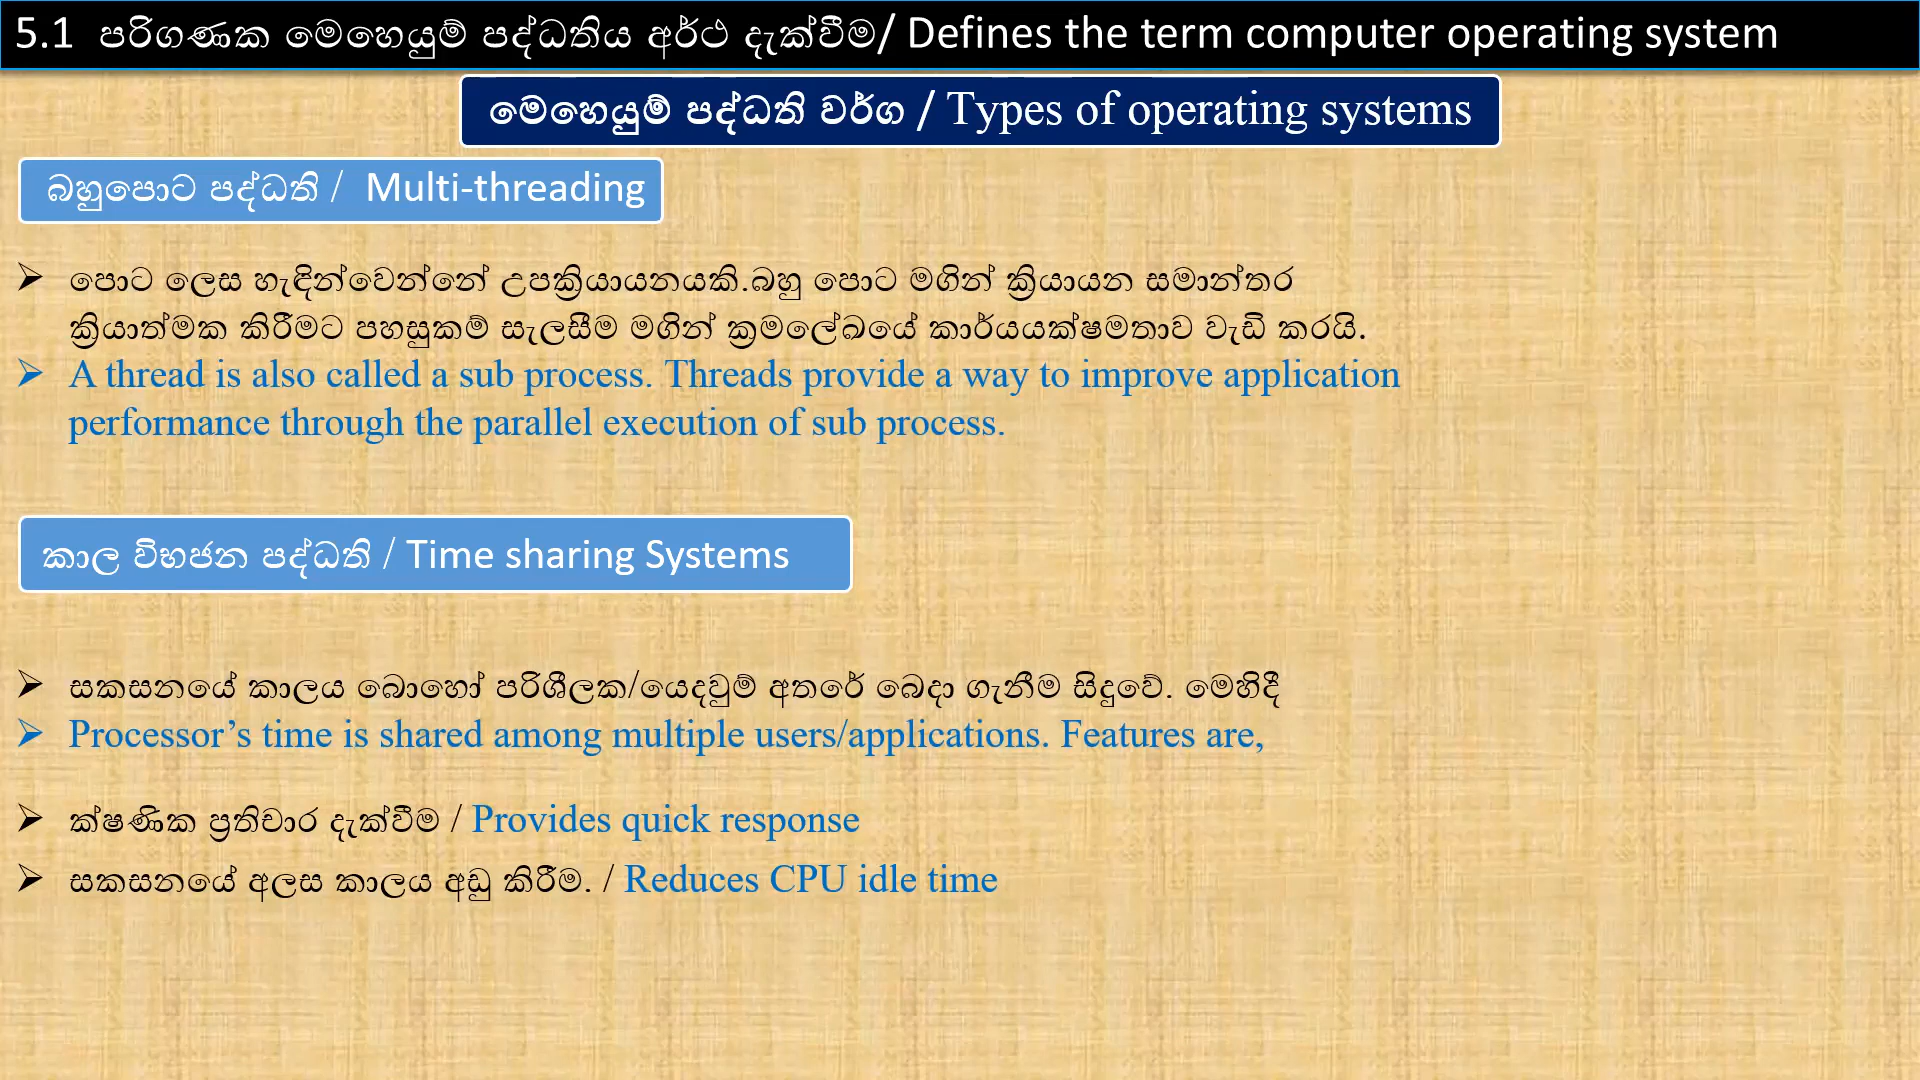 5.1 පරිගණක මෙහෙයුම් පද්ධතිය අර්ථ දැක්වීම/ Defines the term computer operating system
මෙහෙයුම් පද්ධති වර්ග / Types of operating systems
බහුපොට පද්ධති / Multi-threading
➢ පොට ලෙස හැඳින්වෙන්නේ උපක්‍රියායනයකි.බහු පොට මගින් ක්‍රියායන සමාන්තර
ක්‍රියාත්මක කිරීමට පහසුකම් සැලසීම මගින් ක්‍රමලේඛයේ කාර්යයක්ෂමතාව වැඩි කරයි.
➢ A thread is also called a sub process. Threads provide a way to improve application
performance through the parallel execution of sub process.
කාල විභජන පද්ධති / Time sharing Systems
➢ සකසනයේ කාලය බොහෝ පරිශීලක/යෙදවුම් අතරේ බෙදා ගැනීම සිදුවේ. මෙහිදී
➢ Processor’s time is shared among multiple users/applications. Features are,
➢ ක්ෂණික ප්‍රතිචාර දැක්වීම / Provides quick response
➢ සකසනයේ අලස කාලය අඩු කිරීම. / Reduces CPU idle time